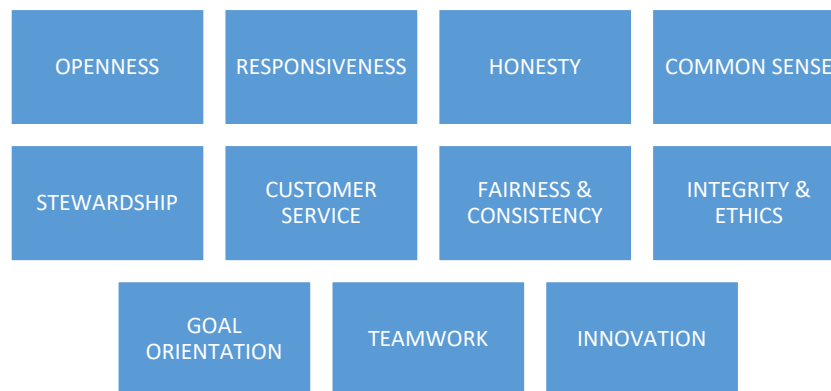 OPENNESS
RESPONSIVENESS
HONESTY
COMMON SENSE
STEWARDSHIP
CUSTOMER
SERVICE
FAIRNESS &
CONSISTENCY
INTEGRITY &
ETHICS
GOAL
ORIENTATION
TEAMWORK
INNOVATION